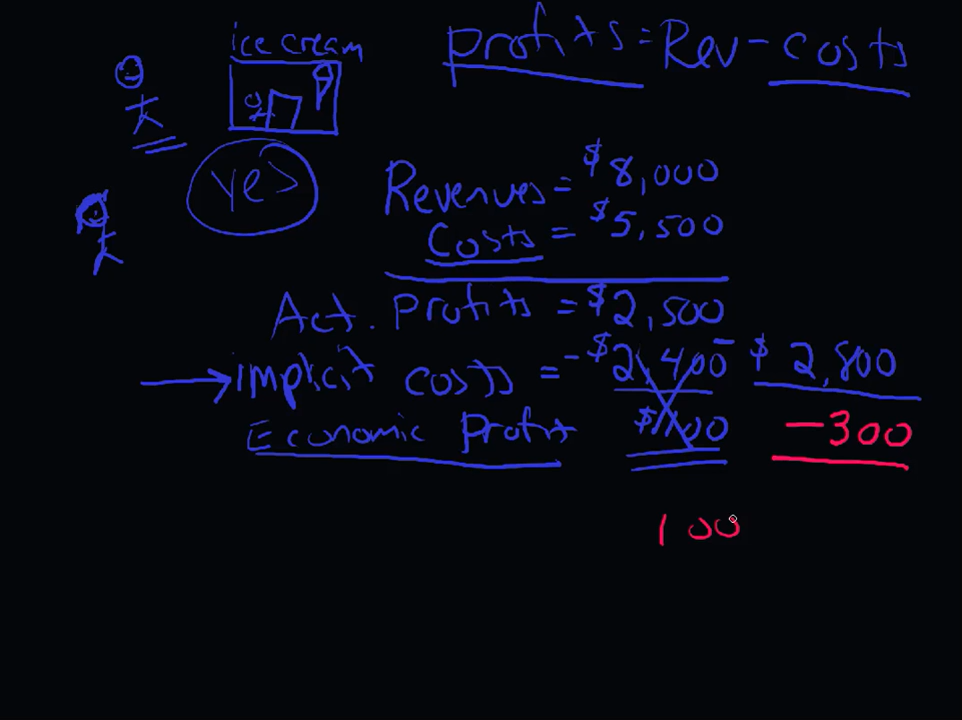 ice cream
profits = Rev - costs
yes
Revenues = $8,000
Costs = $5,500
Act. Profits = $2,500
implicit costs = -$2,400 - $2,800
Economic Profit $100 -300
100